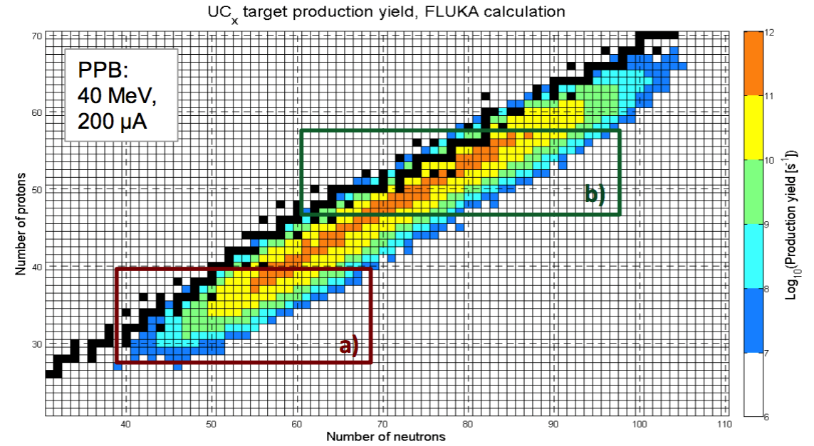 UCx target production yield, FLUKA calculation
PPB:
40 MeV,
200 µA
70
60
50
40
30
Number of protons
b)
a)
40
50
60
70
80
90
100
110
Number of neutrons
12
11
10
9
8
7
6
Log10(Production yield [s-1])